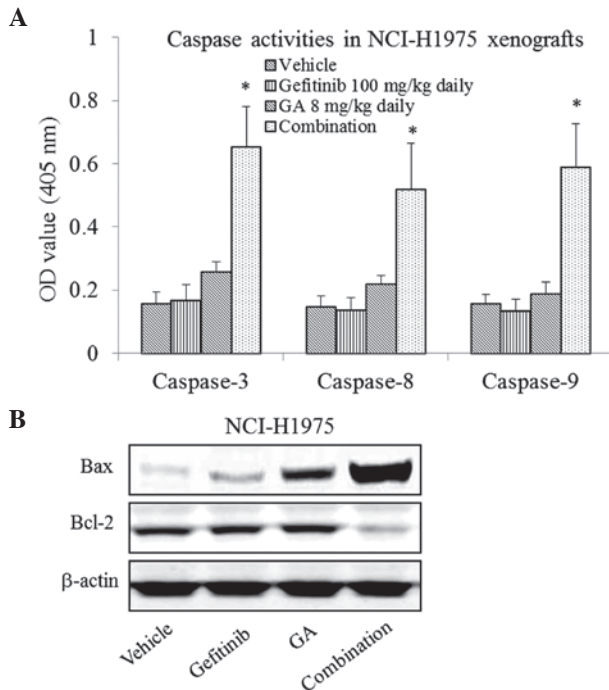 A
Caspase activities in NCI-H1975 xenografts
Vehicle
Gefitinib 100 mg/kg daily
GA 8 mg/kg daily
Combination
*
*
*
OD value (405 nm)
1
0.8
0.6
0.4
0.2
0
Caspase-3
Caspase-8
Caspase-9
B
NCI-H1975
Bax
Bcl-2
β-actin
Vehicle
Gefitinib
GA
Combination